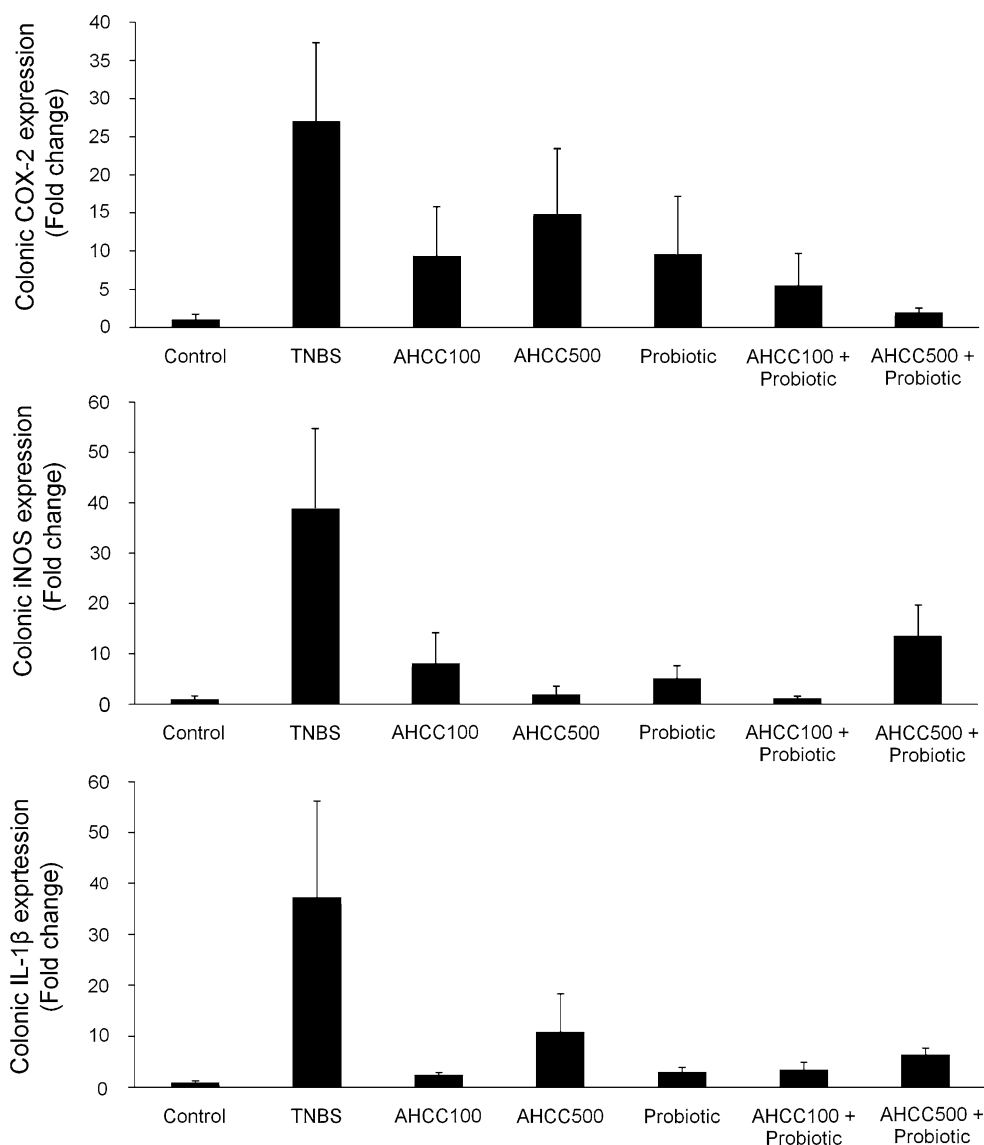 Colonic COX-2 expression
(Fold change)
40
35
30
25
20
15
10
5
0
Control TNBS AHCC100 AHCC500 Probiotic AHCC100 + AHCC500 +
Probiotic Probiotic
Colonic iNOS expression
(Fold change)
60
50
40
30
20
10
0
Control TNBS AHCC100 AHCC500 Probiotic AHCC100 + AHCC500 +
Probiotic Probiotic
Colonic IL-1β exprtession
(Fold change)
60
50
40
30
20
10
0
Control TNBS AHCC100 AHCC500 Probiotic AHCC100 + AHCC500 +
Probiotic Probiotic